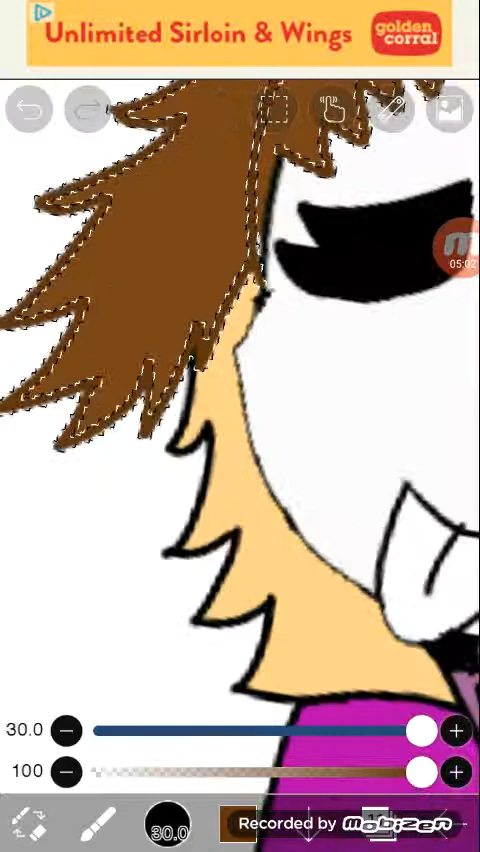 Unlimited Sirloin & Wings
golden
corral
05:02
30.0
100
30.0
Recorded by mobizen